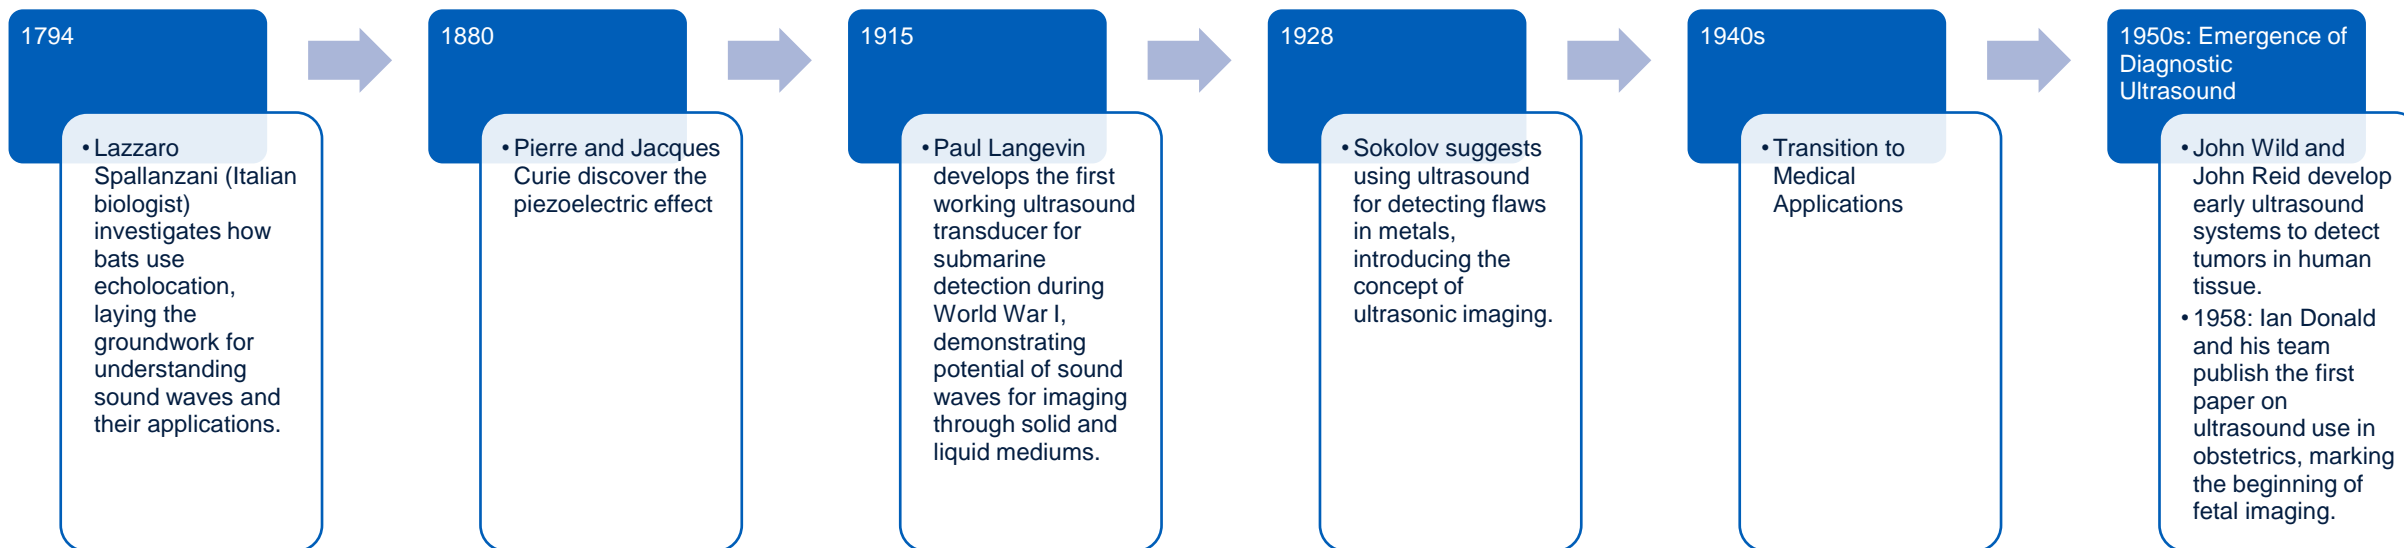 1794
• Lazzaro
Spallanzani (Italian
biologist)
investigates how
bats use
echolocation,
laying the
groundwork for
understanding
sound waves and
their applications.
1880
• Pierre and Jacques
Curie discover the
piezoelectric effect
1915
• Paul Langevin
develops the first
working ultrasound
transducer for
submarine
detection during
World War I,
demonstrating
potential of sound
waves for imaging
through solid and
liquid mediums.
1928
• Sokolov suggests
using ultrasound
for detecting flaws
in metals,
introducing the
concept of
ultrasonic imaging.
1940s
• Transition to
Medical
Applications
1950s: Emergence of
Diagnostic
Ultrasound
• John Wild and
John Reid develop
early ultrasound
systems to detect
tumors in human
tissue.
• 1958: Ian Donald
and his team
publish the first
paper on
ultrasound use in
obstetrics, marking
the beginning of
fetal imaging.